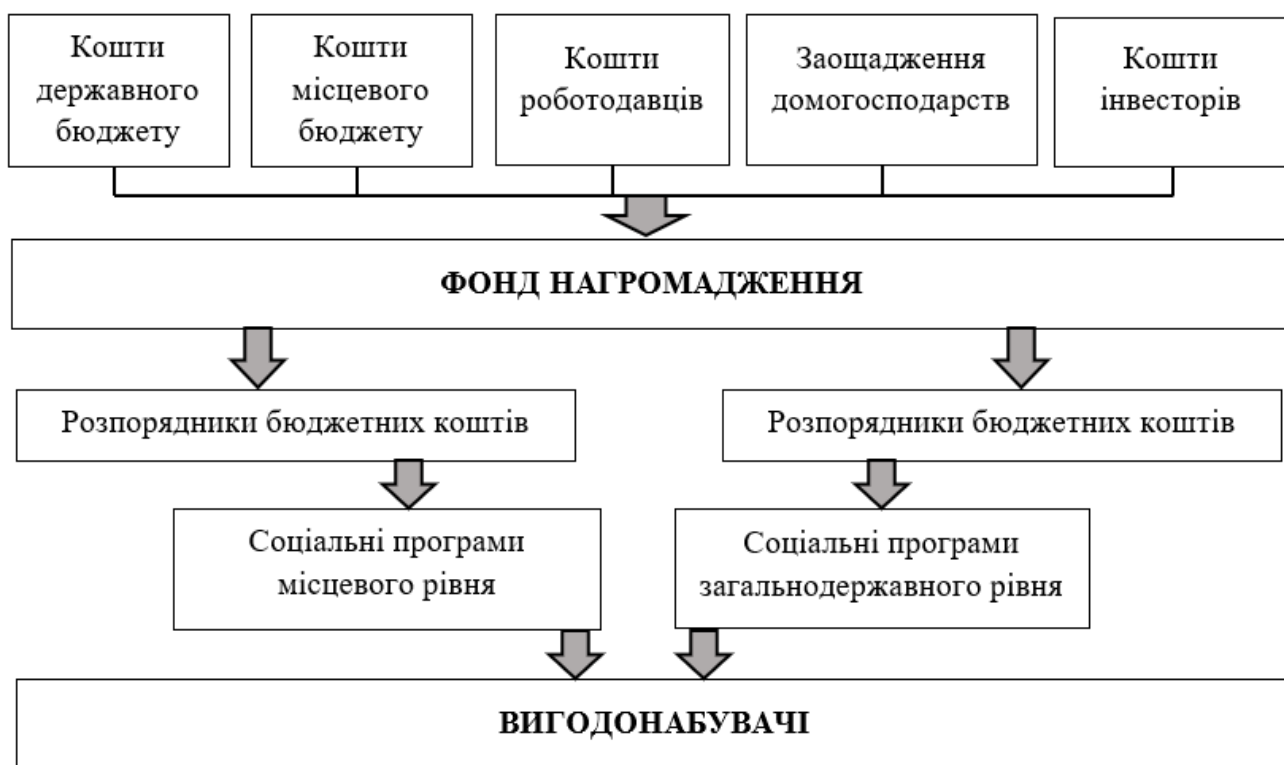 Кошти
державного
бюджету
Кошти
місцевого
бюджету
Кошти
роботодавців
Заощадження
домогосподарств
Кошти
інвесторів
ФОНД НАГРОМАДЖЕННЯ
Розпорядники бюджетних коштів
Розпорядники бюджетних коштів
Соціальні програми
місцевого рівня
Соціальні програми
загальнодержавного рівня
ВИГОДОНАБУВАЧІ